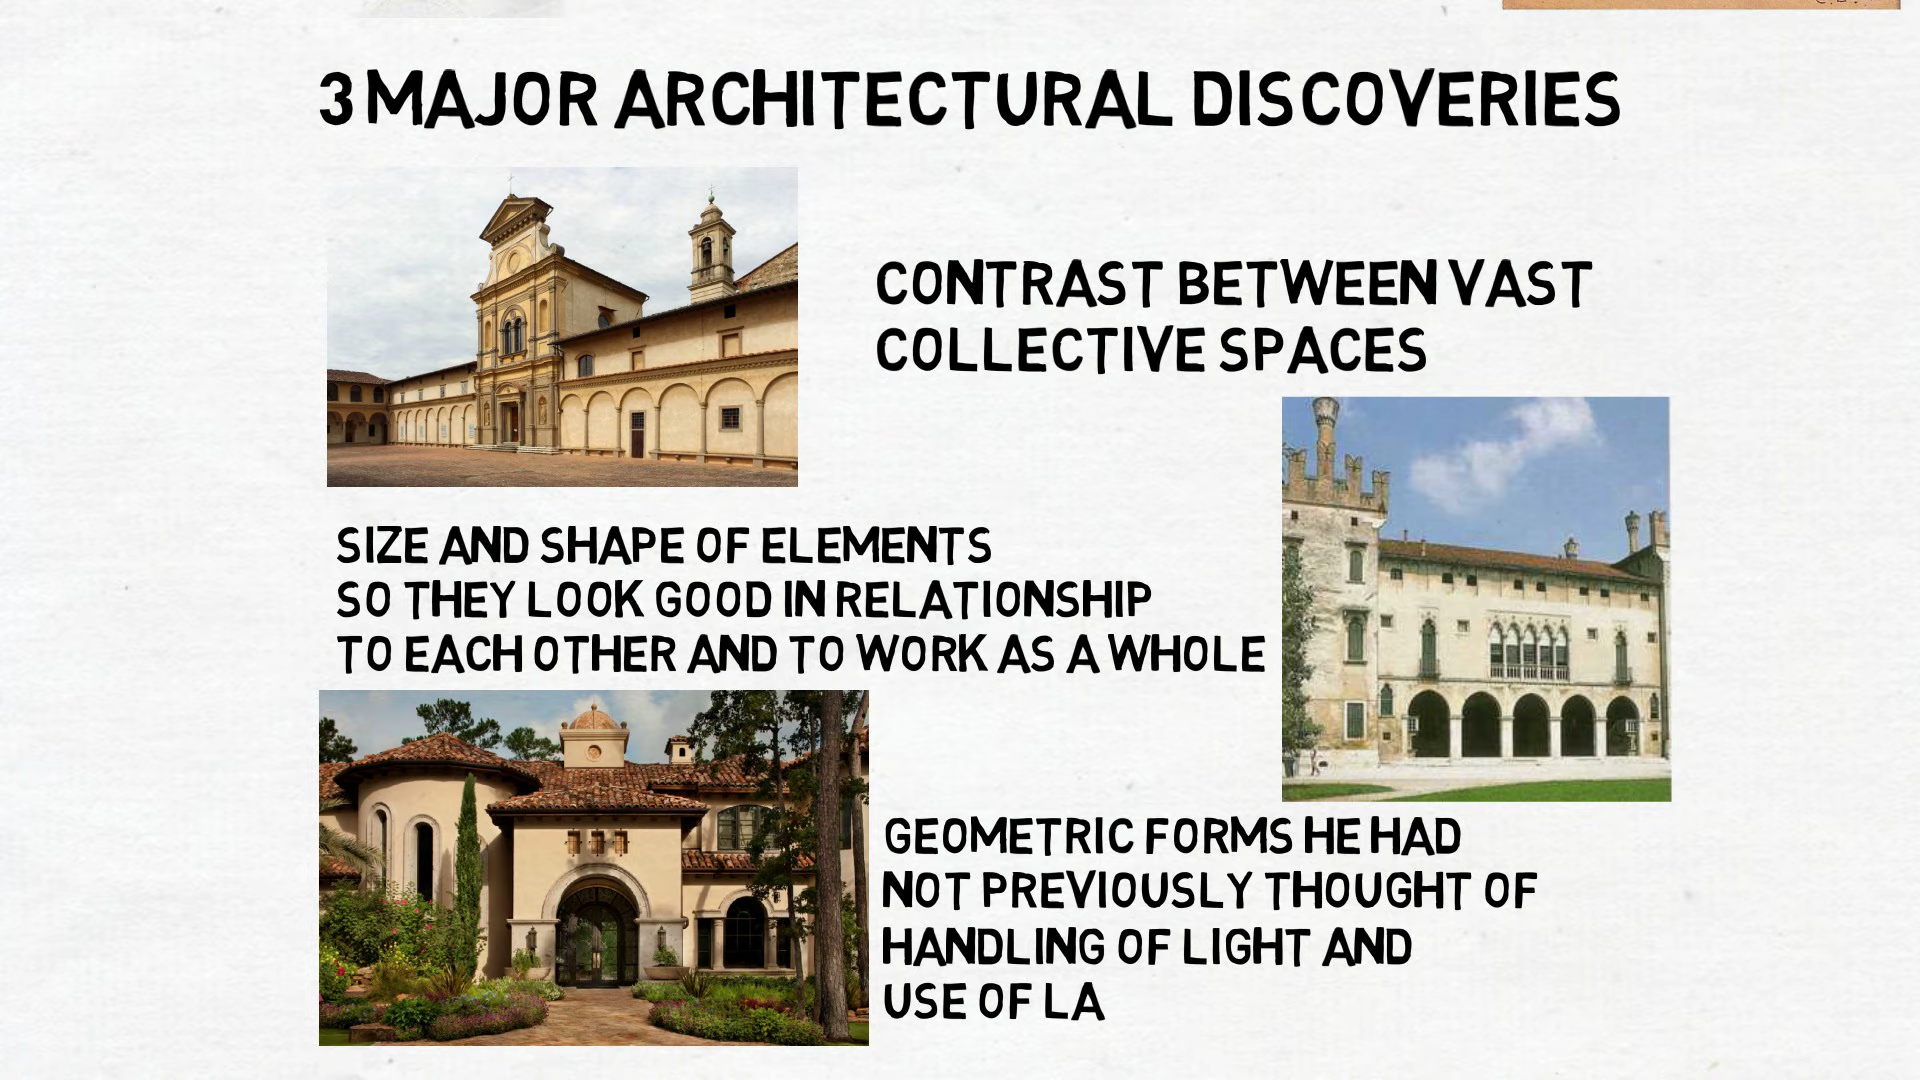 3 MAJOR ARCHITECTURAL DISCOVERIES
CONTRAST BETWEEN VAST
COLLECTIVE SPACES
SIZE AND SHAPE OF ELEMENTS
SO THEY LOOK GOOD IN RELATIONSHIP
TO EACH OTHER AND TO WORK AS A WHOLE
GEOMETRIC FORMS HE HAD
NOT PREVIOUSLY THOUGHT OF
HANDLING OF LIGHT AND
USE OF LA